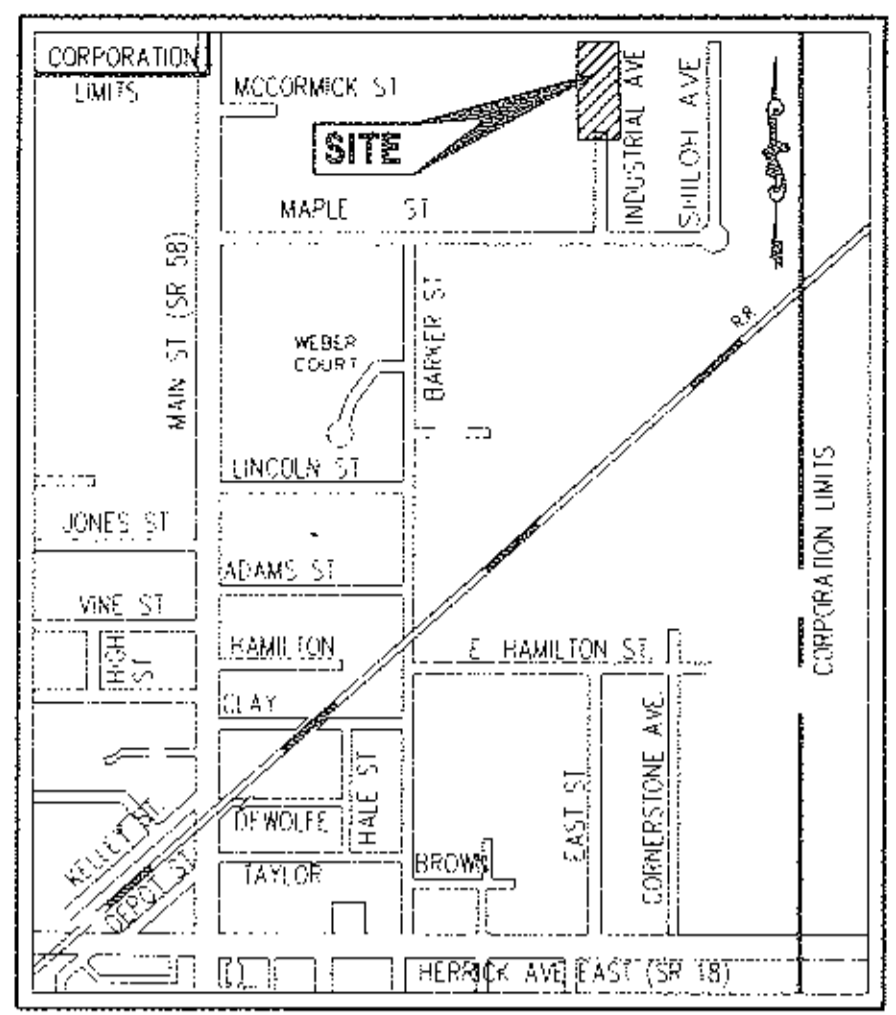 CORPORATION
LIMITS
MCCORMICK ST
SITE
INDUSTRIAL AVE
SHILOH AVE
MAPLE ST
MAIN ST (SR 58)
WEBER
COURT
BARKER ST
R.R.
LINCOLN ST
JONES ST
ADAMS ST
CORPORATION LIMITS
VINE ST
HIGH
ST
HAMILTON
E HAMILTON ST.
CLAY
HALE ST
EAST ST
CORNERSTONE AVE.
KELLEY ST
DEWOLFE
DEPOT ST
TAYLOR
BROWN
HERRICK AVE EAST (SR 18)